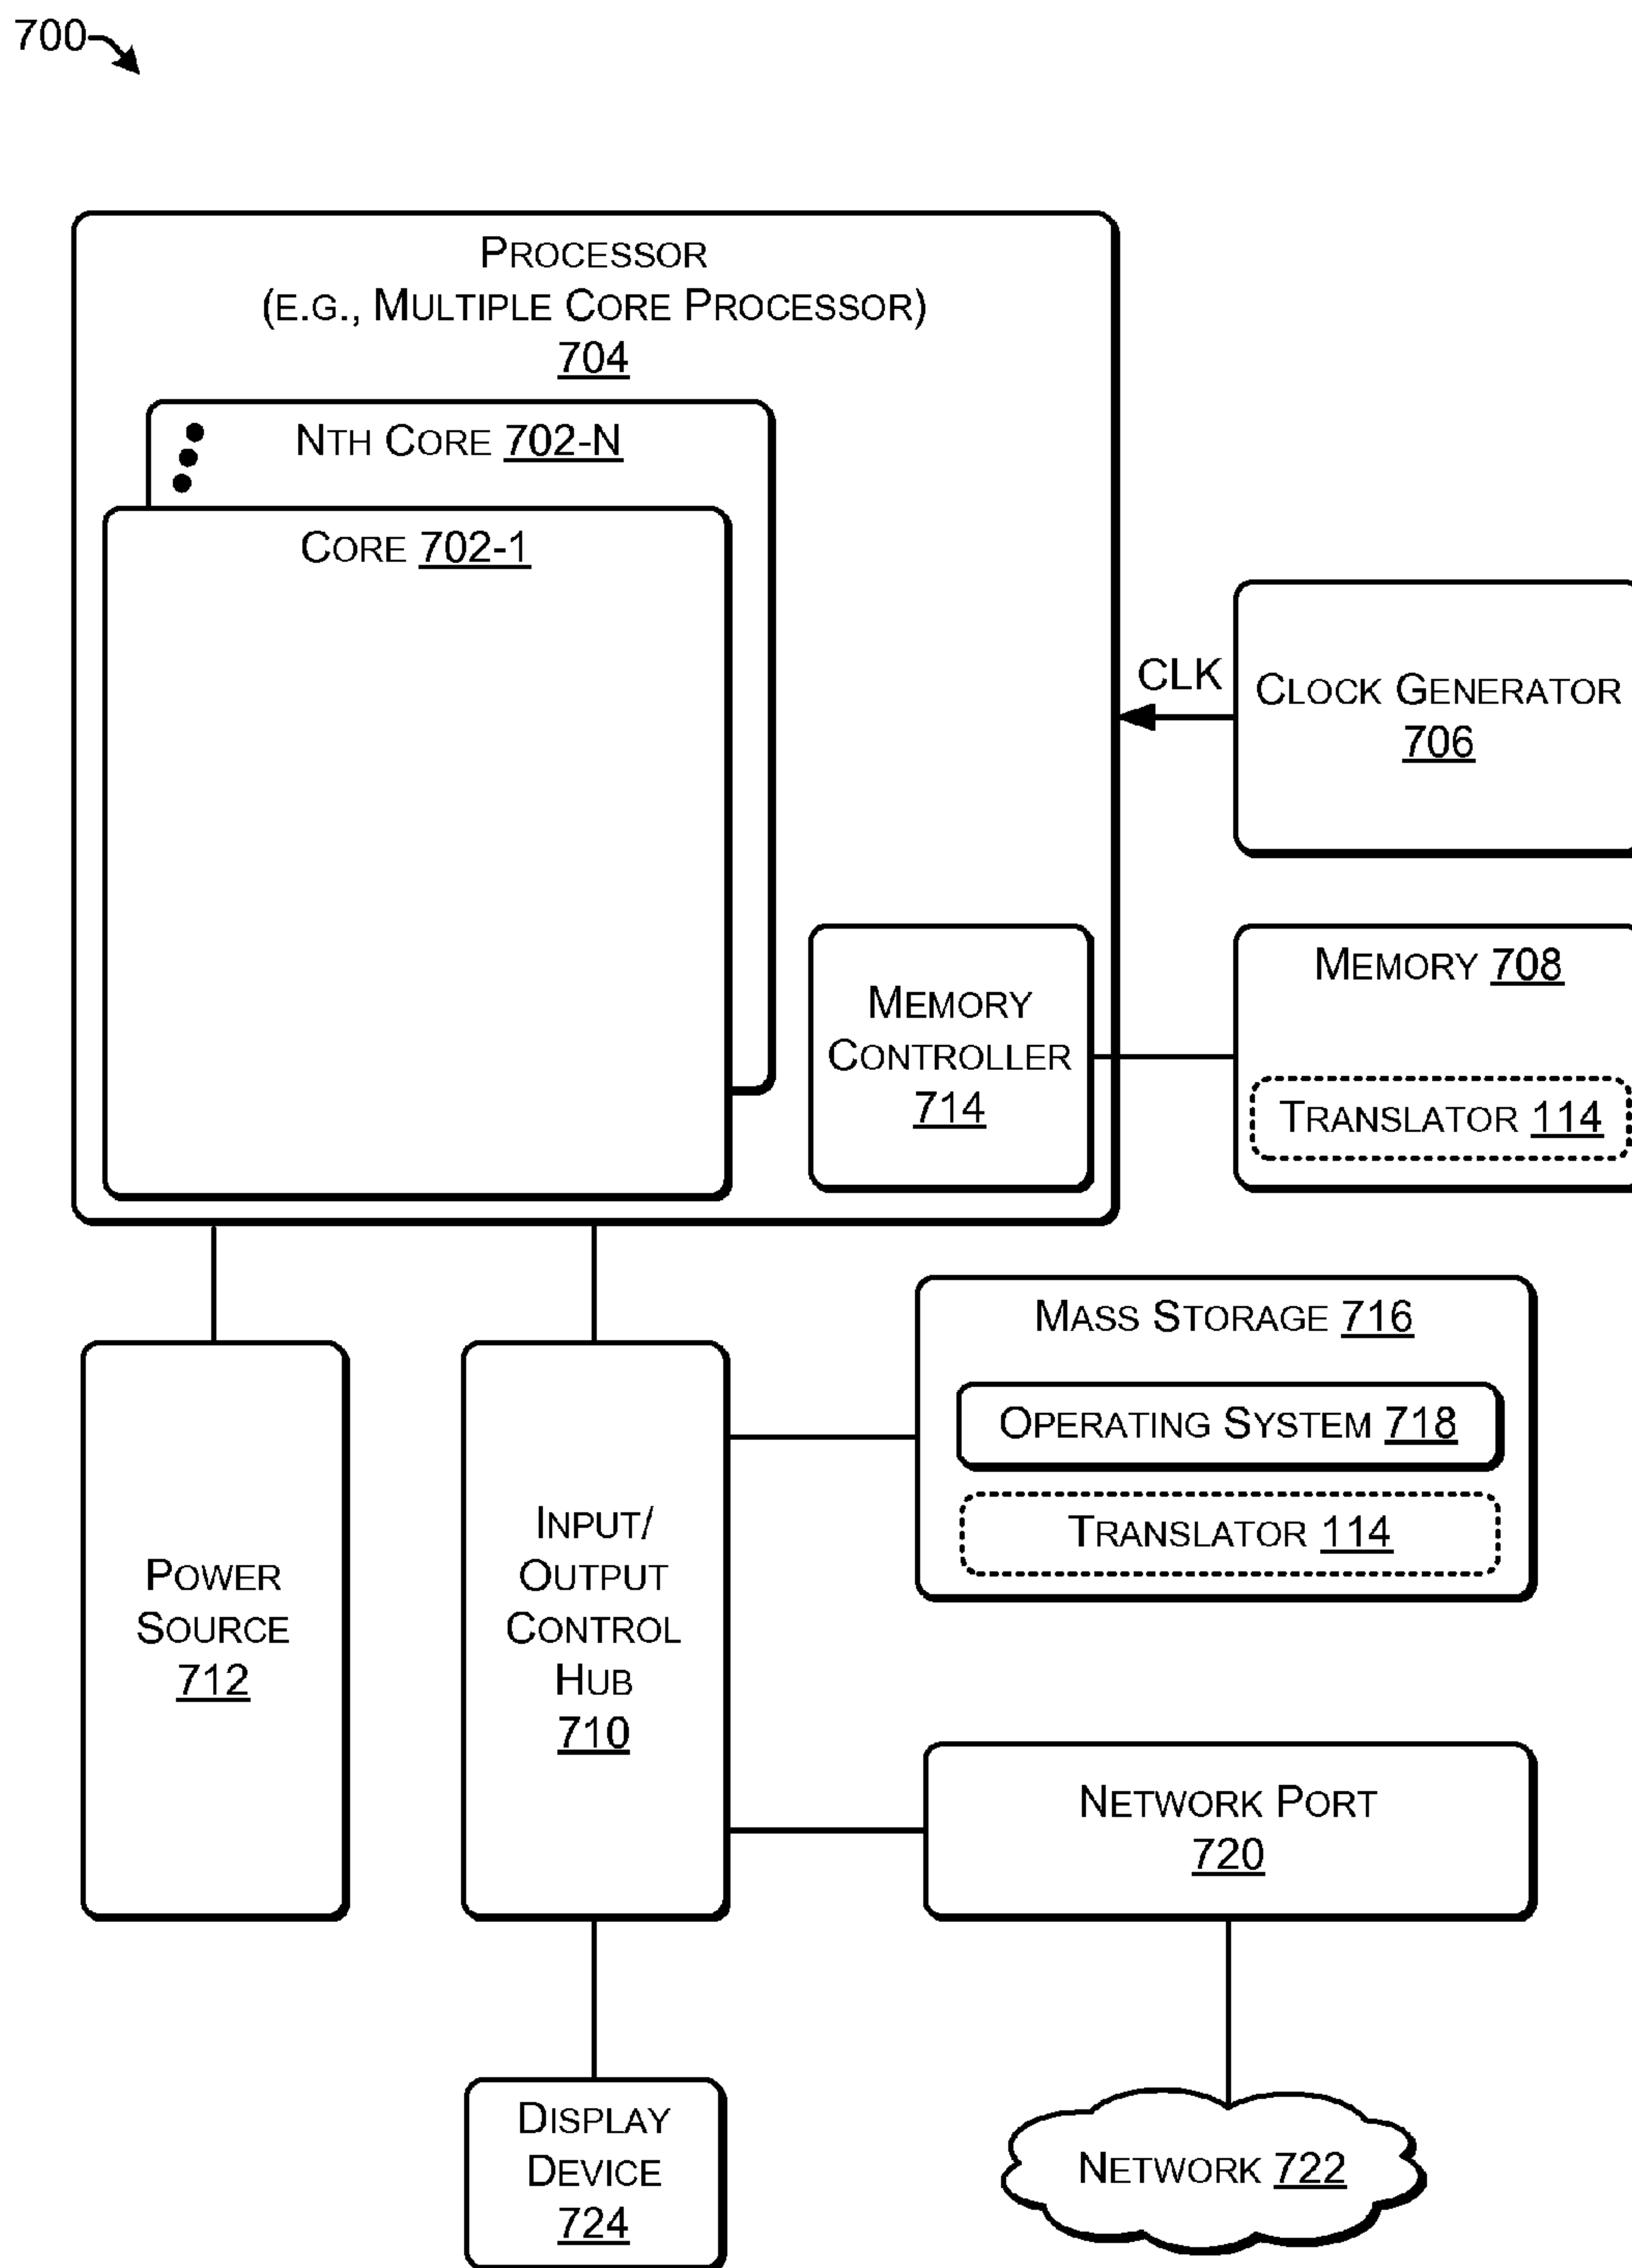 700
PROCESSOR
(E.G., MULTIPLE CORE PROCESSOR)
704
NTH CORE 702-N
CORE 702-1
CLK
CLOCK GENERATOR
706
MEMORY
CONTROLLER
714
MEMORY 708
TRANSLATOR 114
MASS STORAGE 716
OPERATING SYSTEM 718
TRANSLATOR 114
POWER
SOURCE
712
INPUT/
OUTPUT
CONTROL
HUB
710
NETWORK PORT
720
DISPLAY
DEVICE
724
NETWORK 722